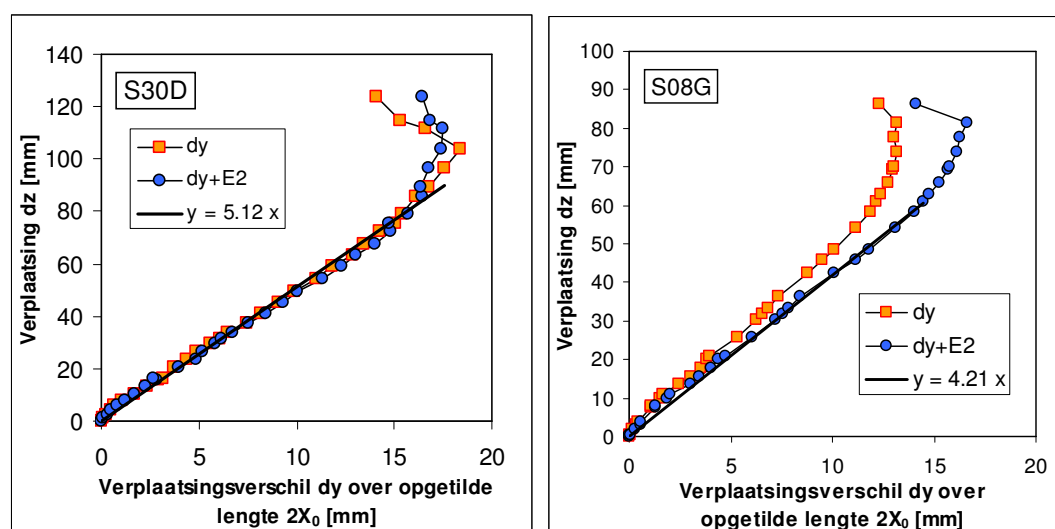 140
120
100
80
60
40
20
0
0 5 10 15 20
Verplaatsing dz [mm]
S30D
dy
dy+E2
y = 5.12 x
Verplaatsingsverschil dy over opgetilde
lengte 2X₀ [mm]
100
90
80
70
60
50
40
30
20
10
0
0 5 10 15 20
Verplaatsing dz [mm]
S08G
dy
dy+E2
y = 4.21 x
Verplaatsingsverschil dy over
opgetilde lengte 2X₀ [mm]